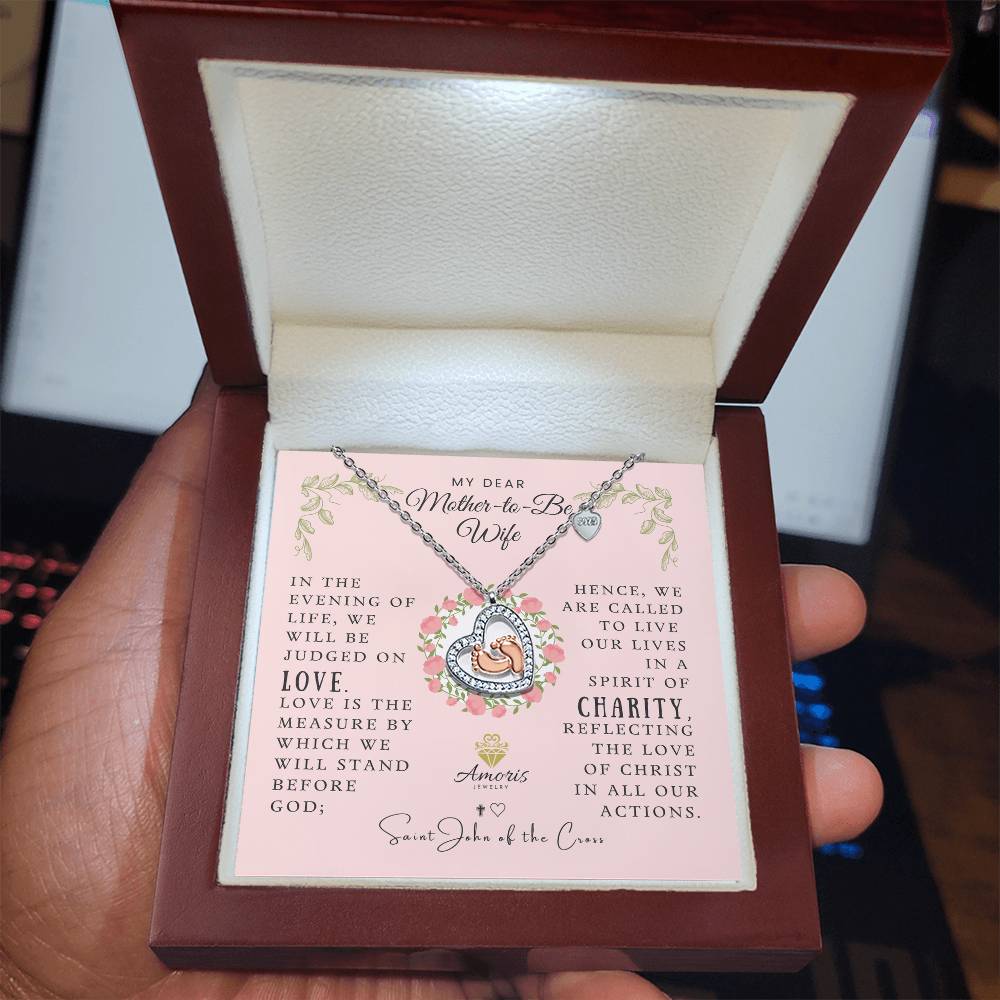 MY DEAR
Mother-to-Be
Wife
IN THE
EVENING OF
LIFE, WE
WILL BE
JUDGED ON
LOVE.
LOVE IS THE
MEASURE BY
WHICH WE
WILL STAND
BEFORE
GOD;
HENCE, WE
ARE CALLED
TO LIVE
OUR LIVES
IN A
SPIRIT OF
CHARITY,
REFLECTING
THE LOVE
OF CHRIST
IN ALL OUR
ACTIONS.
Amoris
JEWELRY
Saint John of the Cross